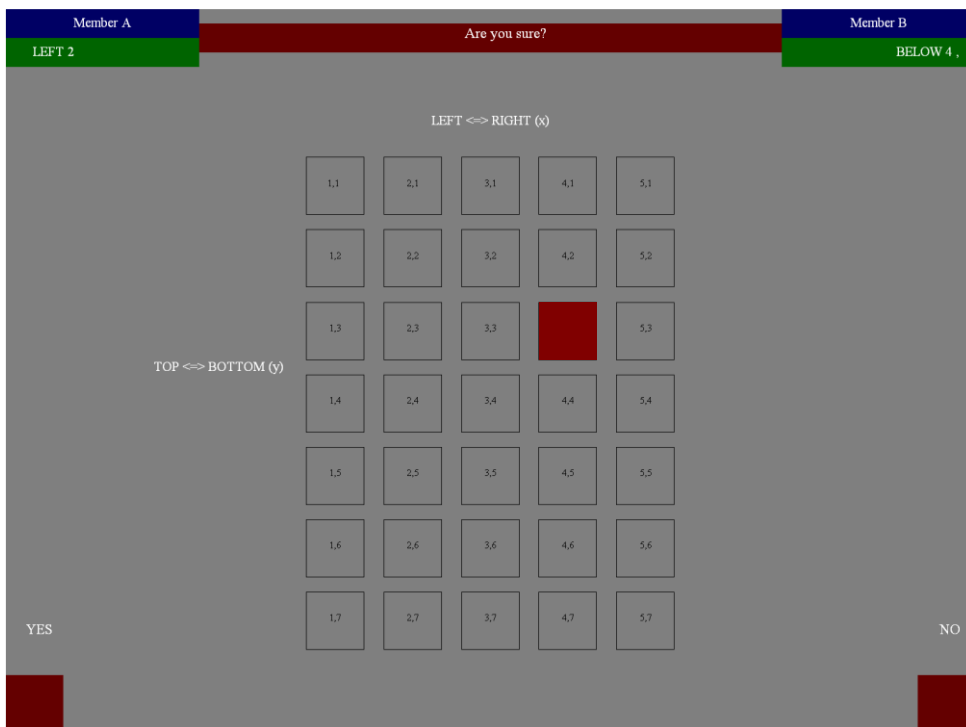 Member A
Are you sure?
Member B
LEFT 2
BELOW 4 ,
LEFT <=> RIGHT (x)
1,1 2,1 3,1 4,1 5,1
1,2 2,2 3,2 4,2 5,2
1,3 2,3 3,3 5,3
TOP <=> BOTTOM (y)
1,4 2,4 3,4 4,4 5,4
1,5 2,5 3,5 4,5 5,5
1,6 2,6 3,6 4,6 5,6
1,7 2,7 3,7 4,7 5,7
YES
NO